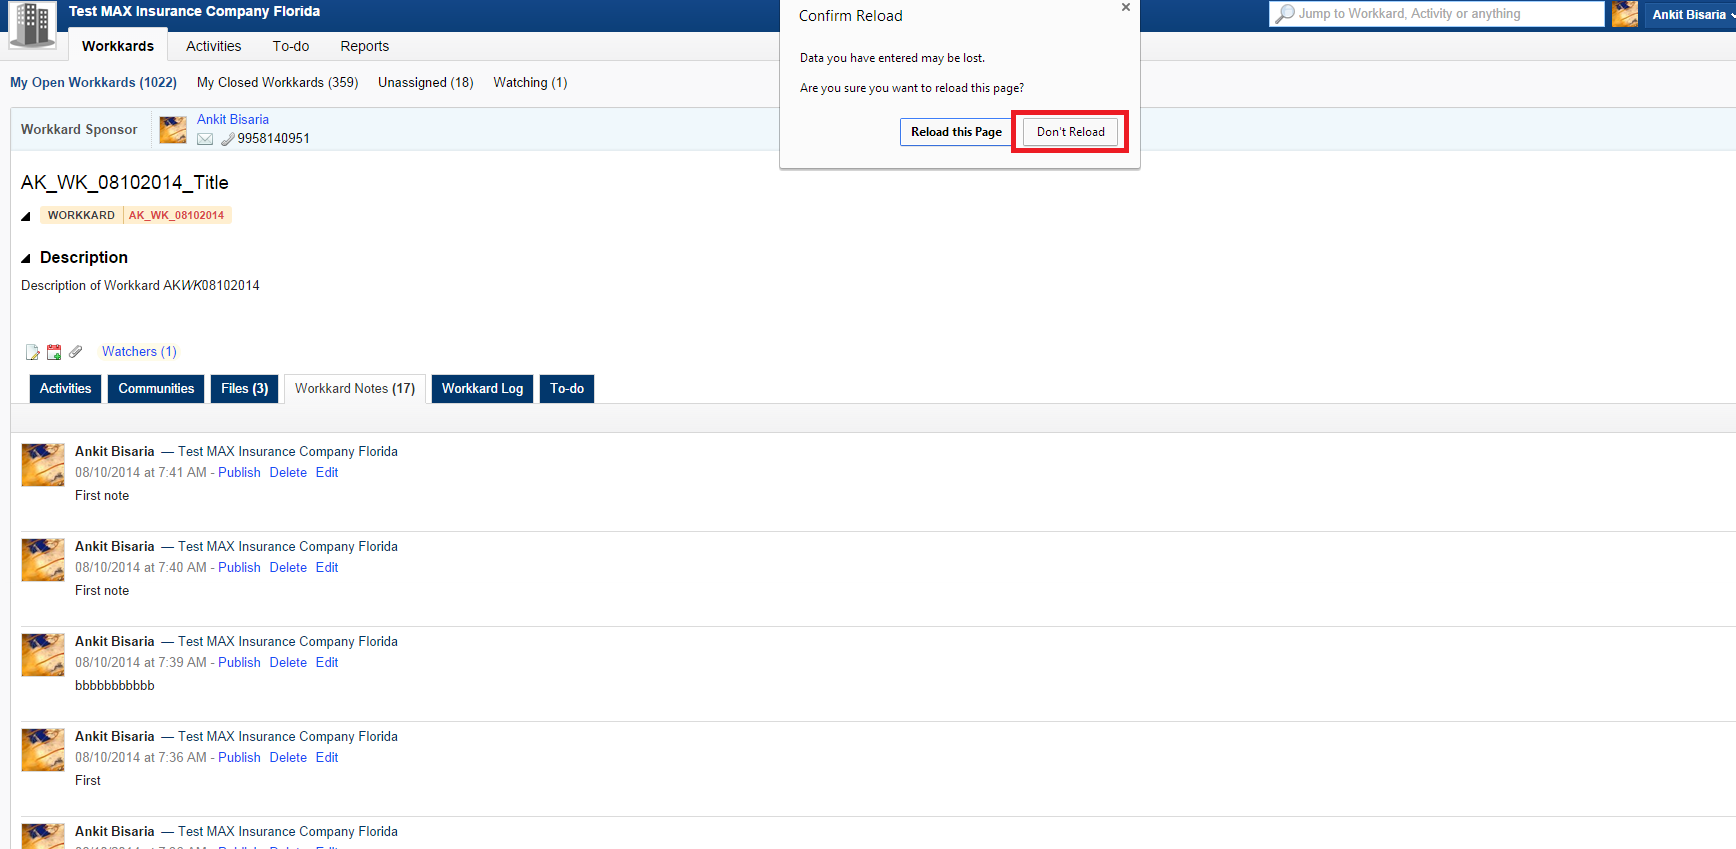 Test MAX Insurance Company Florida
Jump to Workkard, Activity or anything
Ankit Bisaria
Workkards Activities To-do Reports
My Open Workkards (1022) My Closed Workkards (359) Unassigned (18) Watching (1)
Confirm Reload
Data you have entered may be lost.
Are you sure you want to reload this page?
Reload this Page Don't Reload
Workkard Sponsor
Ankit Bisaria
9958140951
AK_WK_08102014_Title
WORKKARD AK_WK_08102014
Description
Description of Workkard AKWK08102014
Watchers (1)
Activities Communities Files (3) Workkard Notes (17) Workkard Log To-do
Ankit Bisaria — Test MAX Insurance Company Florida
08/10/2014 at 7:41 AM - Publish Delete Edit
First note
Ankit Bisaria — Test MAX Insurance Company Florida
08/10/2014 at 7:40 AM - Publish Delete Edit
First note
Ankit Bisaria — Test MAX Insurance Company Florida
08/10/2014 at 7:39 AM - Publish Delete Edit
bbbbbbbbbbb
Ankit Bisaria — Test MAX Insurance Company Florida
08/10/2014 at 7:36 AM - Publish Delete Edit
First
Ankit Bisaria — Test MAX Insurance Company Florida